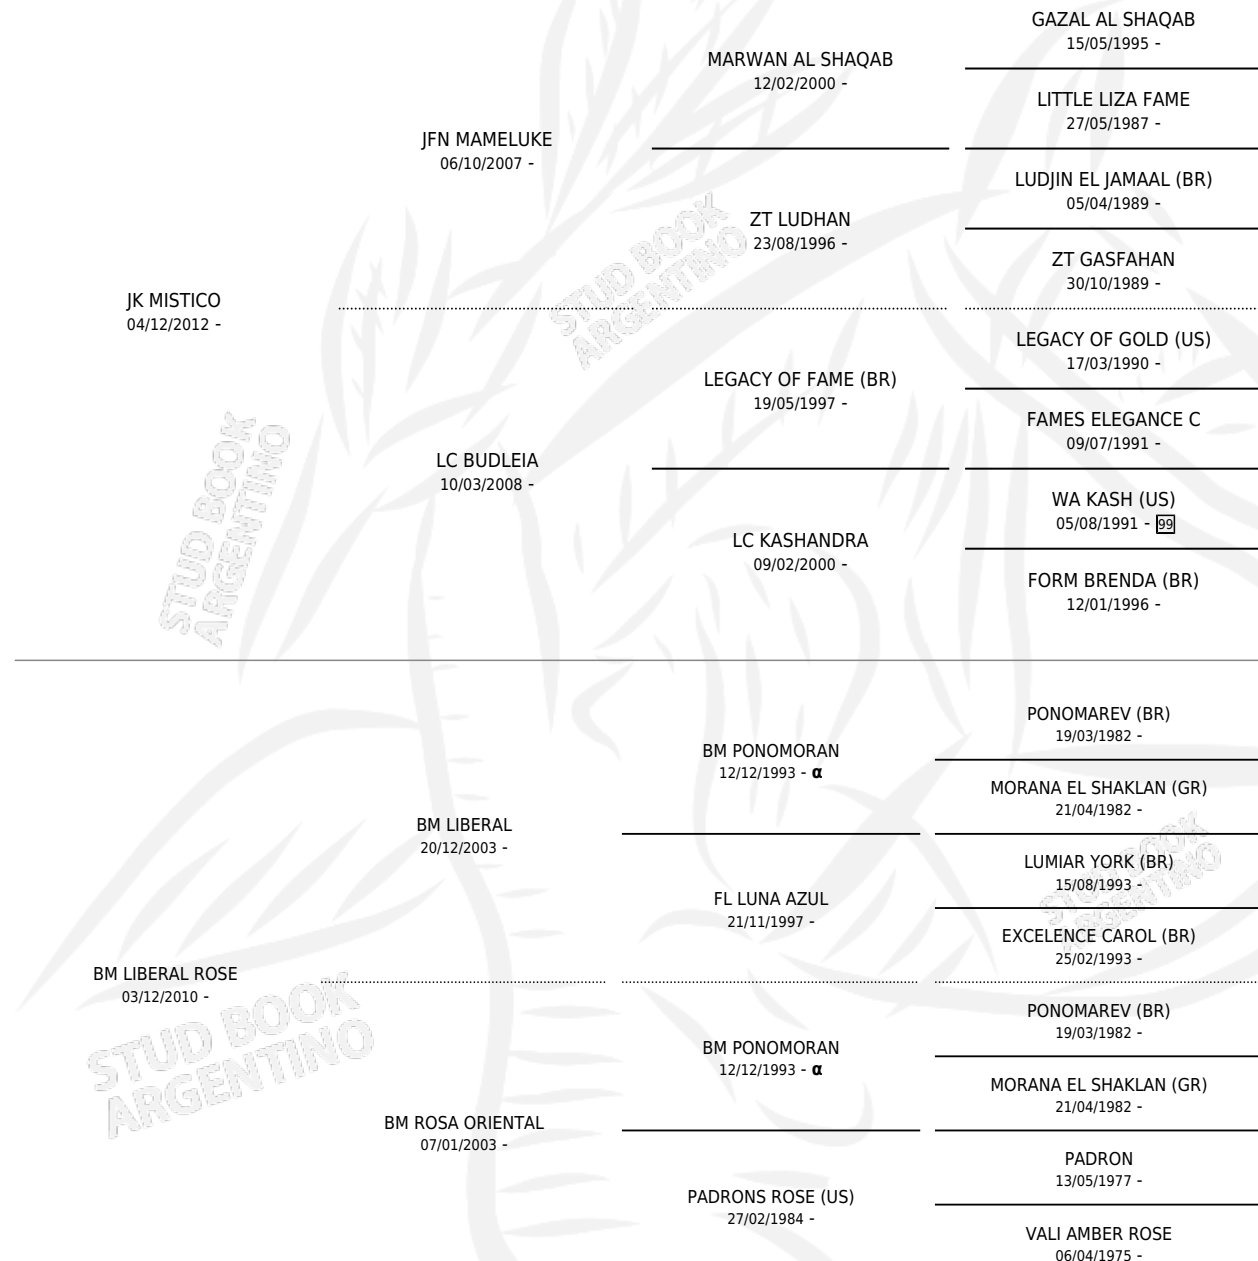 GAZAL AL SHAQAB
15/05/1995 -
MARWAN AL SHAQAB
12/02/2000 -
LITTLE LIZA FAME
27/05/1987 -
JFN MAMELUKE
06/10/2007 -
LUDJIN EL JAMAAL (BR)
05/04/1989 -
ZT LUDHAN
23/08/1996 -
ZT GASFAHAN
30/10/1989 -
STUD BOOK
ARGENTINO
JK MISTICO
04/12/2012 -
LEGACY OF GOLD (US)
17/03/1990 -
LEGACY OF FAME (BR)
19/05/1997 -
FAMES ELEGANCE C
09/07/1991 -
STUD BOOK
ARGENTINO
LC BUDLEIA
10/03/2008 -
WA KASH (US)
05/08/1991 - 99
LC KASHANDRA
09/02/2000 -
FORM BRENDA (BR)
12/01/1996 -
PONOMAREV (BR)
19/03/1982 -
BM PONOMORAN
12/12/1993 - α
MORANA EL SHAKLAN (GR)
21/04/1982 -
BM LIBERAL
20/12/2003 -
LUMIAR YORK (BR)
15/08/1993 -
STUD BOOK
ARGENTINO
FL LUNA AZUL
21/11/1997 -
EXCELENCE CAROL (BR)
25/02/1993 -
BM LIBERAL ROSE
03/12/2010 -
STUD BOOK
ARGENTINO
PONOMAREV (BR)
19/03/1982 -
BM PONOMORAN
12/12/1993 - α
MORANA EL SHAKLAN (GR)
21/04/1982 -
BM ROSA ORIENTAL
07/01/2003 -
PADRON
13/05/1977 -
PADRONS ROSE (US)
27/02/1984 -
VALI AMBER ROSE
06/04/1975 -